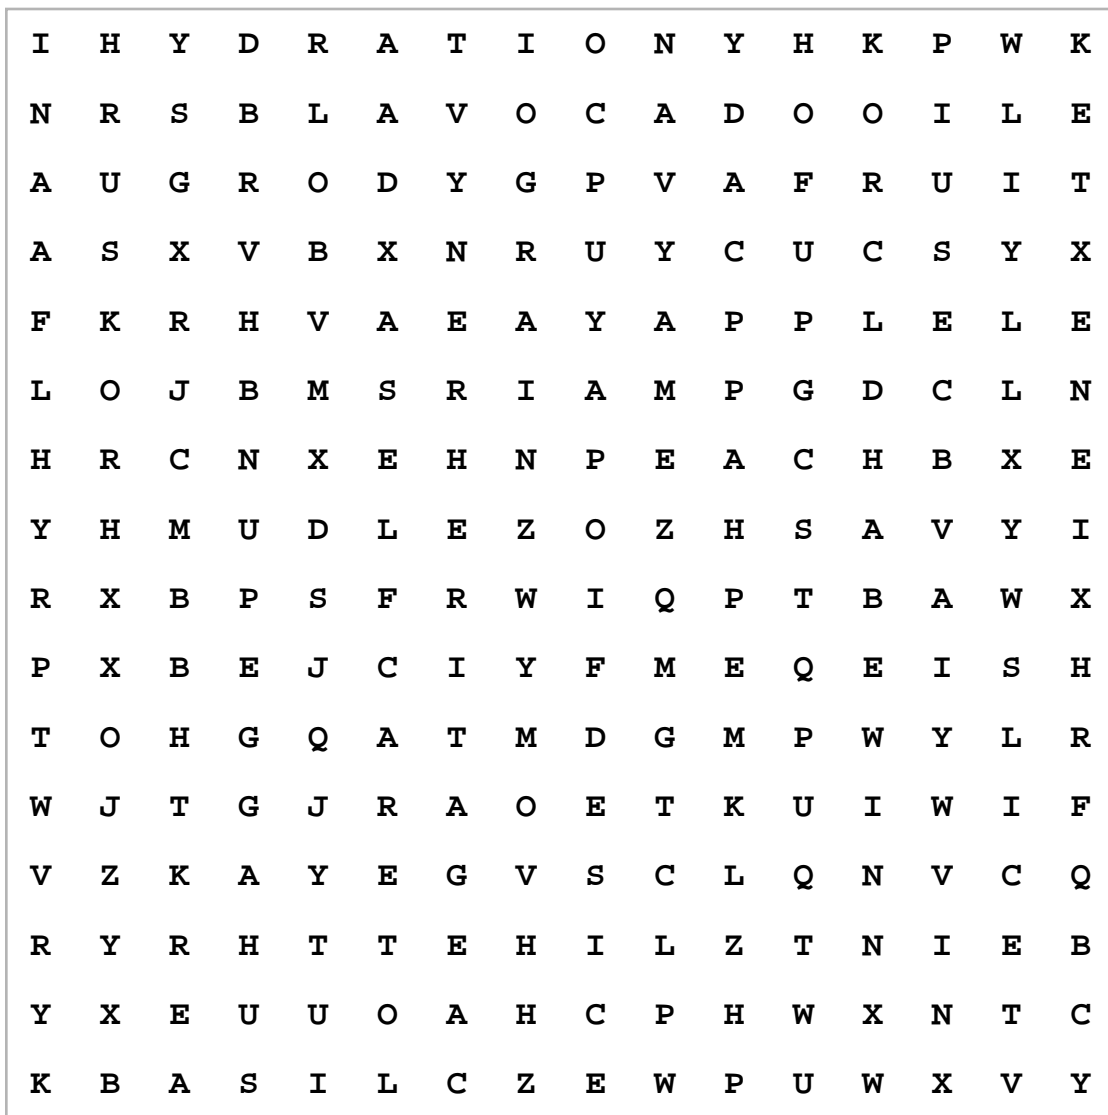 I H Y D R A T I O N Y H K P W K
N R S B L A V O C A D O O I L E
A U G R O D Y G P V A F R U I T
A S X V B X N R U Y C U C S Y X
F K R H V A E A Y A P P L E L E
L O J B M S R I A M P G D C L N
H R C N X E H N P E A C H B X E
Y H M U D L E Z O Z H S A V Y I
R X B P S F R W I Q P T B A W X
P X B E J C I Y F M E Q E I S H
T O H G Q A T M D G M P W Y L R
W J T G J R A O E T K U I W I F
V Z K A Y E G V S C L Q N V C Q
R Y R H T T E H I L Z T N I E B
Y X E U U O A H C P H W X N T C
K B A S I L C Z E W P U W X V Y